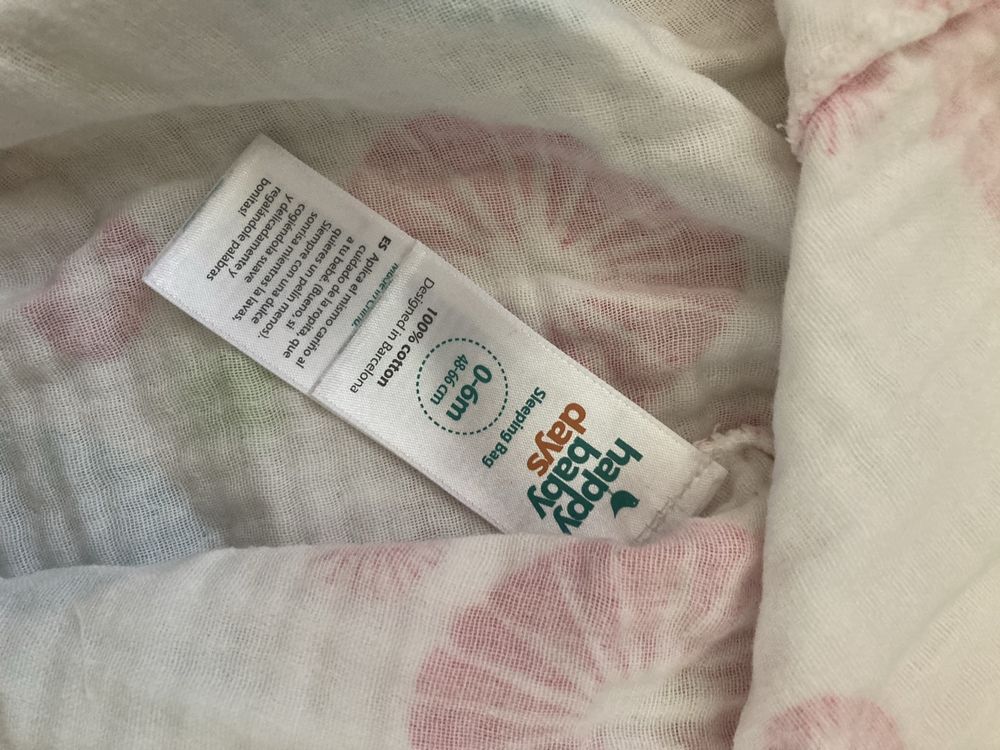 happy
baby
days
Sleeping Bag
0-6m
48-66 cm
100% cotton
Designed in Barcelona
Made in China.
ES Aplica el mismo cariño al
cuidado de la ropita, que
a tu bebé (Bueno, si
quieres un pelín menos).
Siempre con una dulce
sonrisa mientras la lavas,
cogiéndola suave
y delicadamente y
regalándole palabras
bonitas!